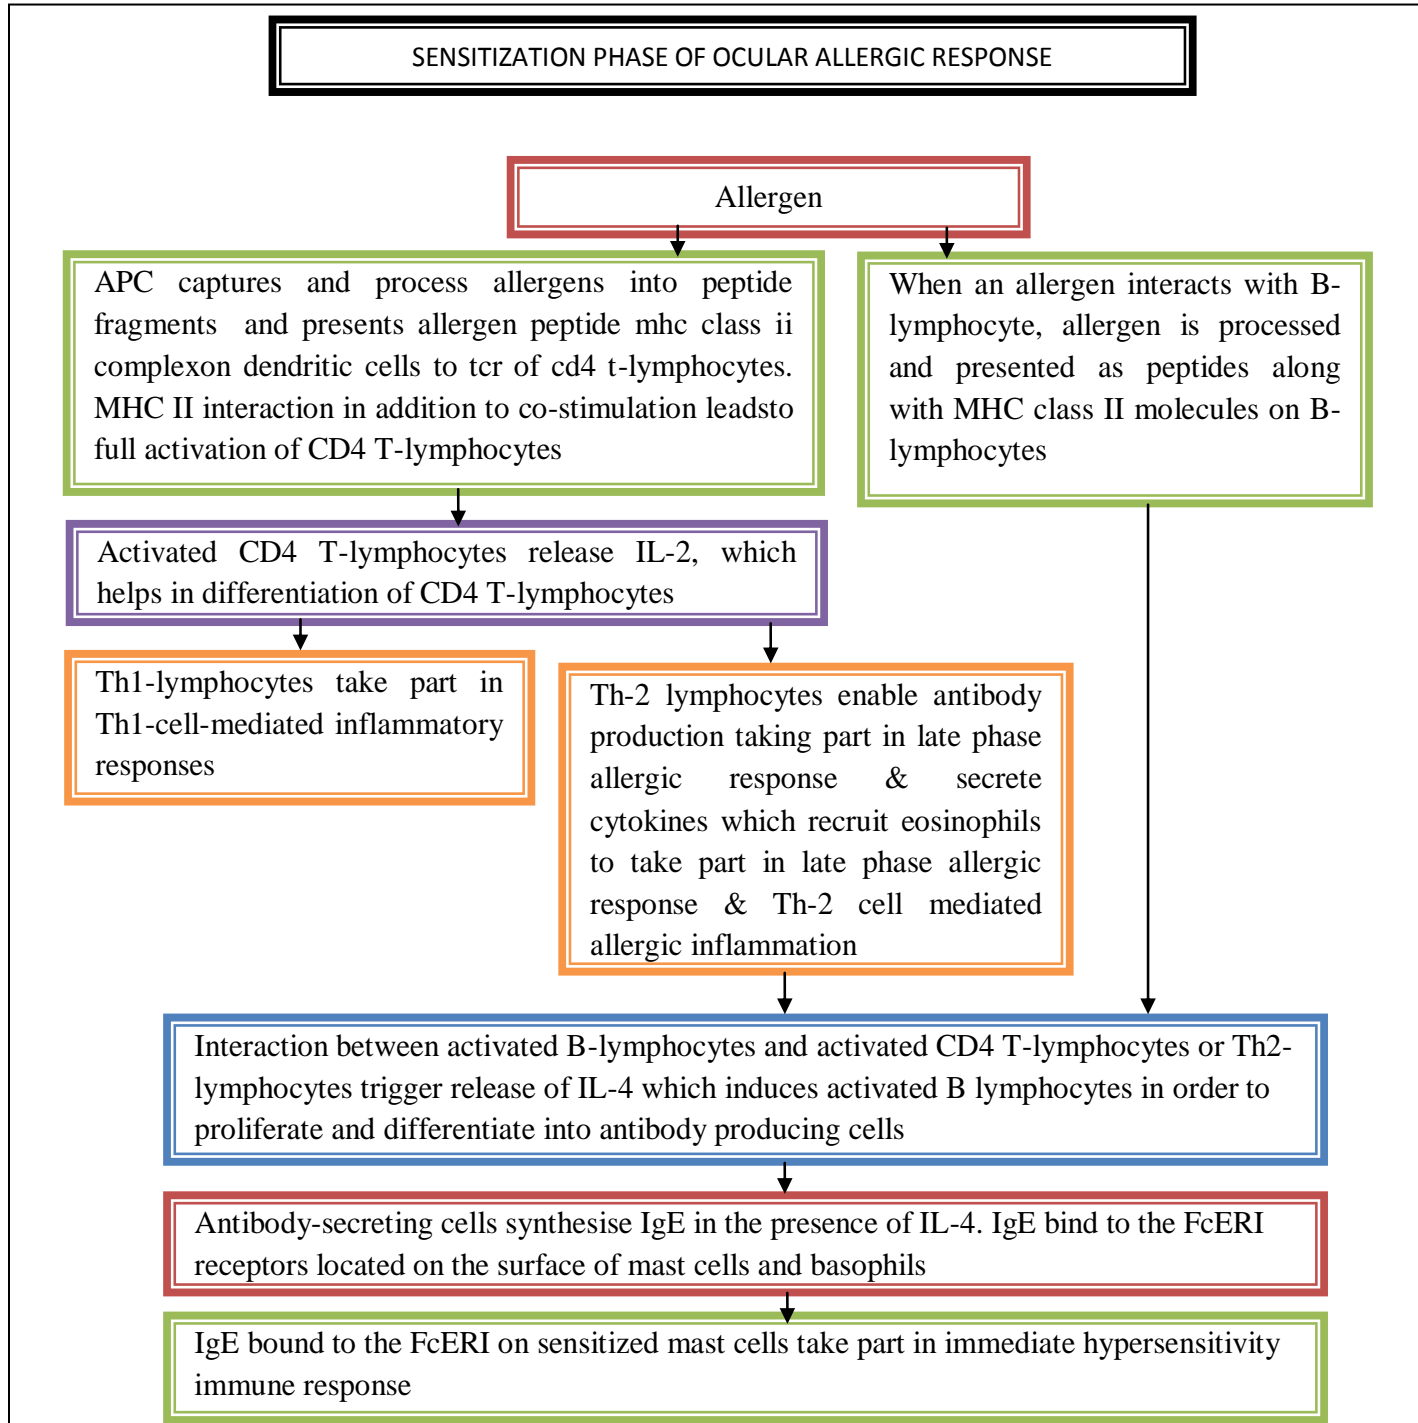 SENSITIZATION PHASE OF OCULAR ALLERGIC RESPONSE
Allergen
APC captures and process allergens into peptide
fragments and presents allergen peptide mhc class ii
complexon dendritic cells to tcr of cd4 t-lymphocytes.
MHC II interaction in addition to co-stimulation leadsto
full activation of CD4 T-lymphocytes
When an allergen interacts with B-
lymphocyte, allergen is processed
and presented as peptides along
with MHC class II molecules on B-
lymphocytes
Activated CD4 T-lymphocytes release IL-2, which
helps in differentiation of CD4 T-lymphocytes
Th1-lymphocytes take part in
Th1-cell-mediated inflammatory
responses
Th-2 lymphocytes enable antibody
production taking part in late phase
allergic response & secrete
cytokines which recruit eosinophils
to take part in late phase allergic
response & Th-2 cell mediated
allergic inflammation
Interaction between activated B-lymphocytes and activated CD4 T-lymphocytes or Th2-
lymphocytes trigger release of IL-4 which induces activated B lymphocytes in order to
proliferate and differentiate into antibody producing cells
Antibody-secreting cells synthesise IgE in the presence of IL-4. IgE bind to the FcERI
receptors located on the surface of mast cells and basophils
IgE bound to the FcERI on sensitized mast cells take part in immediate hypersensitivity
immune response